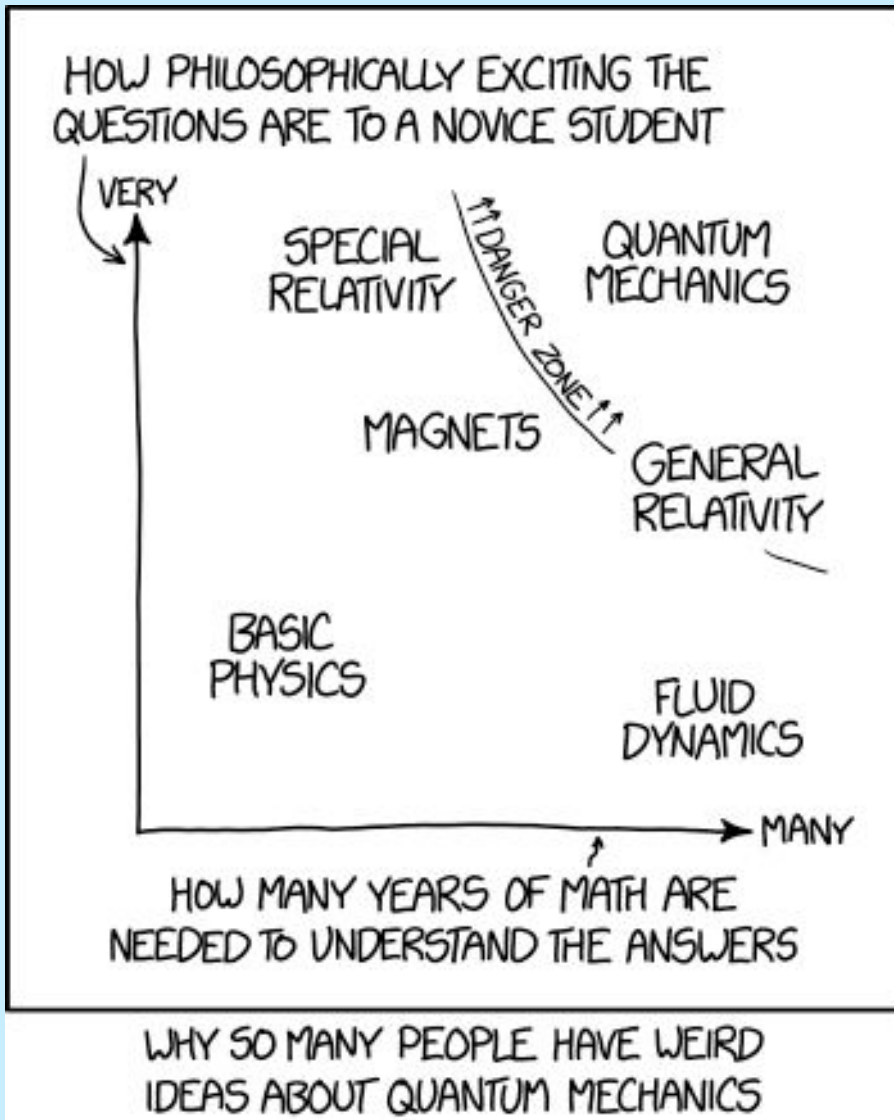 HOW PHILOSOPHICALLY EXCITING THE
QUESTIONS ARE TO A NOVICE STUDENT
VERY
SPECIAL
RELATIVITY
DANGER ZONE
QUANTUM
MECHANICS
MAGNETS
GENERAL
RELATIVITY
BASIC
PHYSICS
FLUID
DYNAMICS
MANY
HOW MANY YEARS OF MATH ARE
NEEDED TO UNDERSTAND THE ANSWERS
WHY SO MANY PEOPLE HAVE WEIRD
IDEAS ABOUT QUANTUM MECHANICS